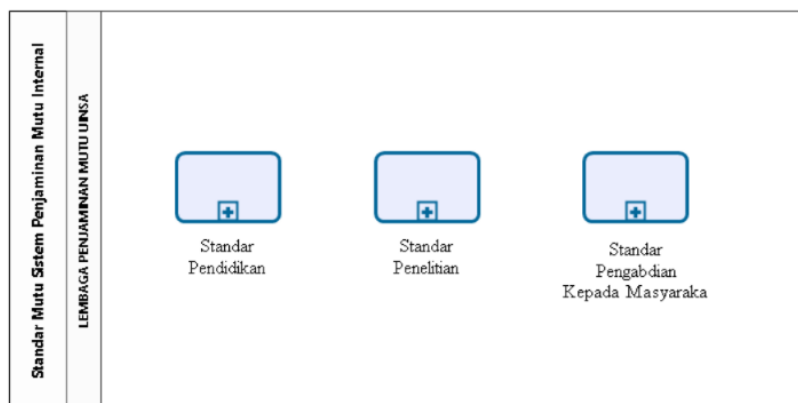 Standar Mutu Sistem Penjaminan Mutu Internal
LEMBAGA PENJAMINAN MUTU UINSA
Standar
Pendidikan
Standar
Penelitian
Standar
Pengabdian
Kepada Masyaraka